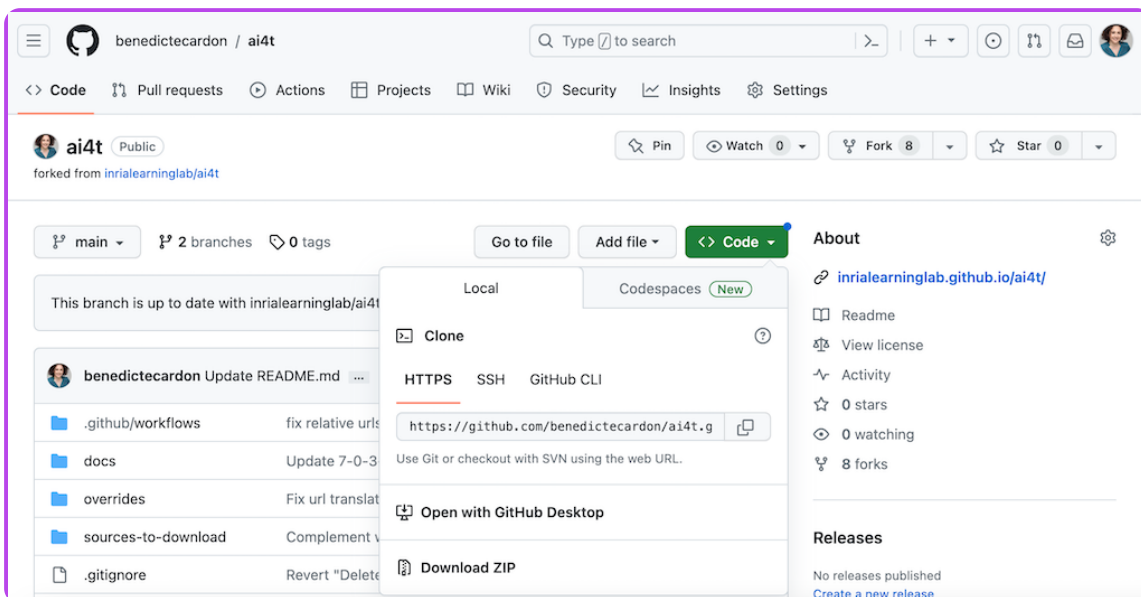 benedictecardon / ai4t
Type / to search
Code Pull requests Actions Projects Wiki Security Insights Settings
ai4t Public
Pin Watch 0 Fork 8 Star 0
forked from inrialearninglab/ai4t
main 2 branches 0 tags Go to file Add file Code
This branch is up to date with inrialearninglab/ai4t
benedictecardon Update README.md ...
.github/workflows fix relative urls
docs Update 7-0-3
overrides Fix url translat
sources-to-download Complement
.gitignore Revert "Delete
Local Codespaces New
Clone
HTTPS SSH GitHub CLI
https://github.com/benedictecardon/ai4t.g
Use Git or checkout with SVN using the web URL.
Open with GitHub Desktop
Download ZIP
About
inrialearninglab.github.io/ai4t/
Readme
View license
Activity
0 stars
0 watching
8 forks
Releases
No releases published
Create a new release